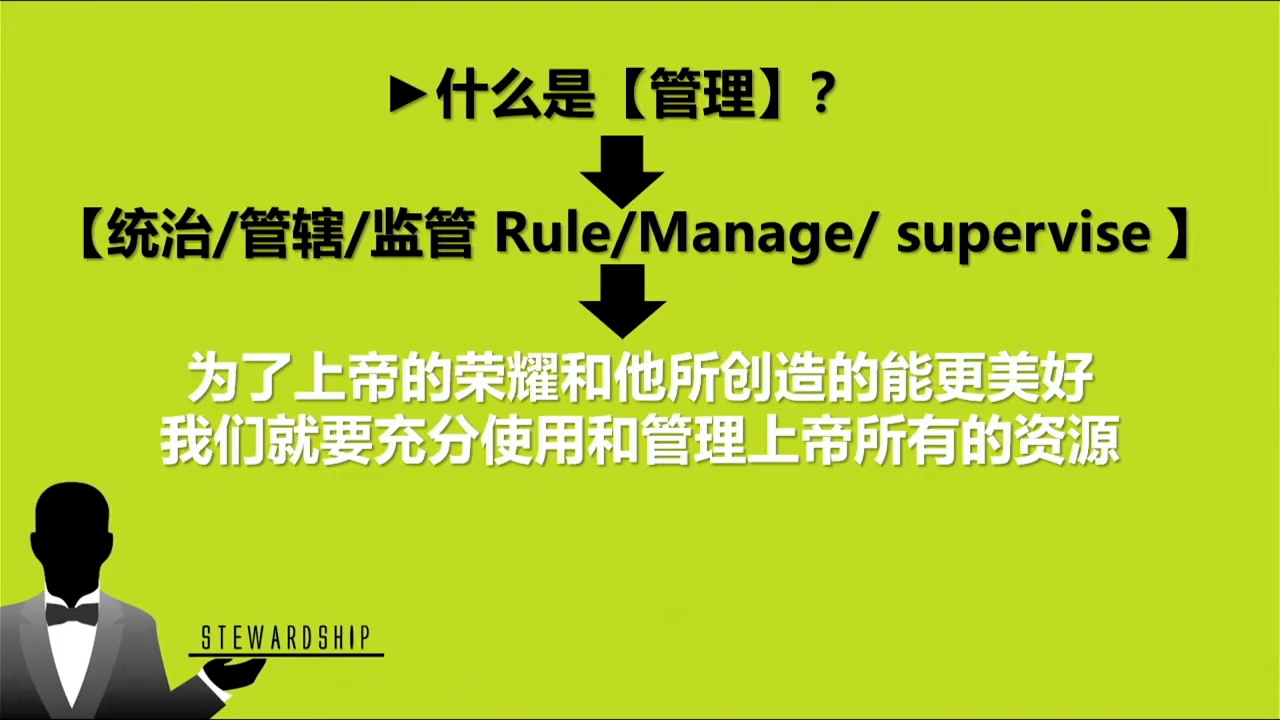 ►什么是【管理】?
【统治/管辖/监管 Rule/Manage/ supervise 】
为了上帝的荣耀和他所创造的能更美好
我们就要充分使用和管理上帝所有的资源
STEWARDSHIP